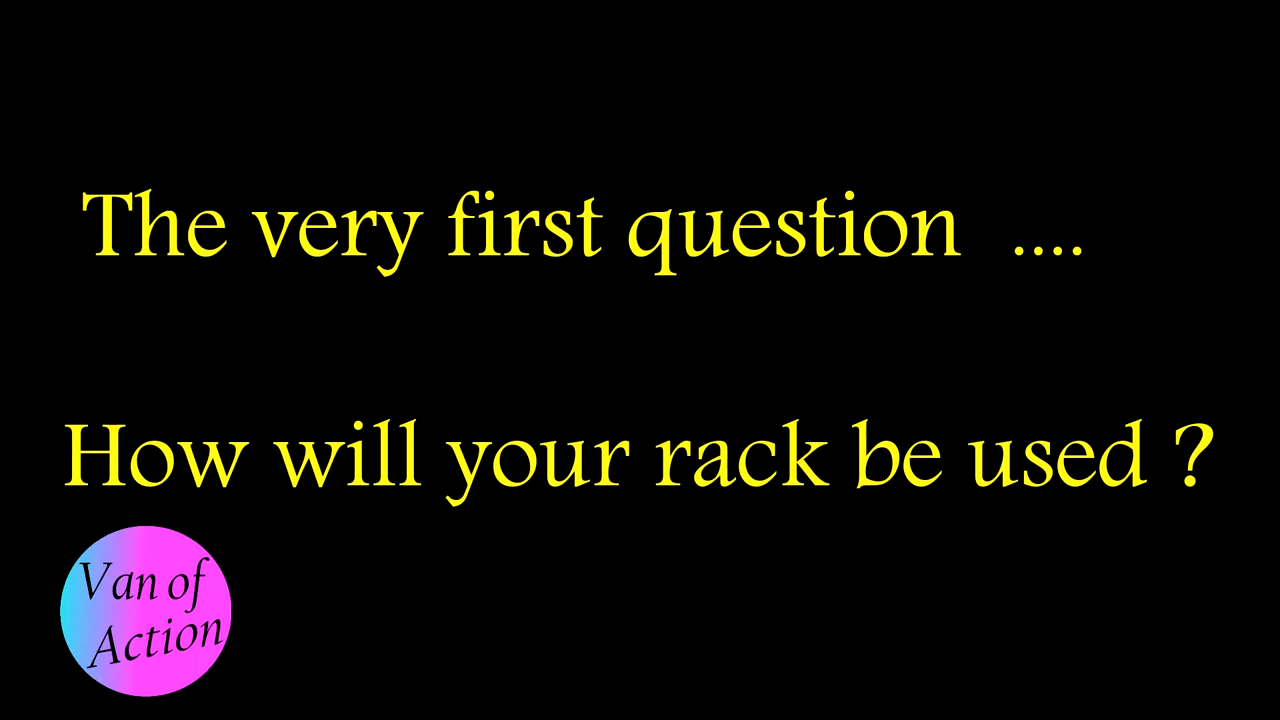 The very first question ....
How will your rack be used ?
Van of
Action